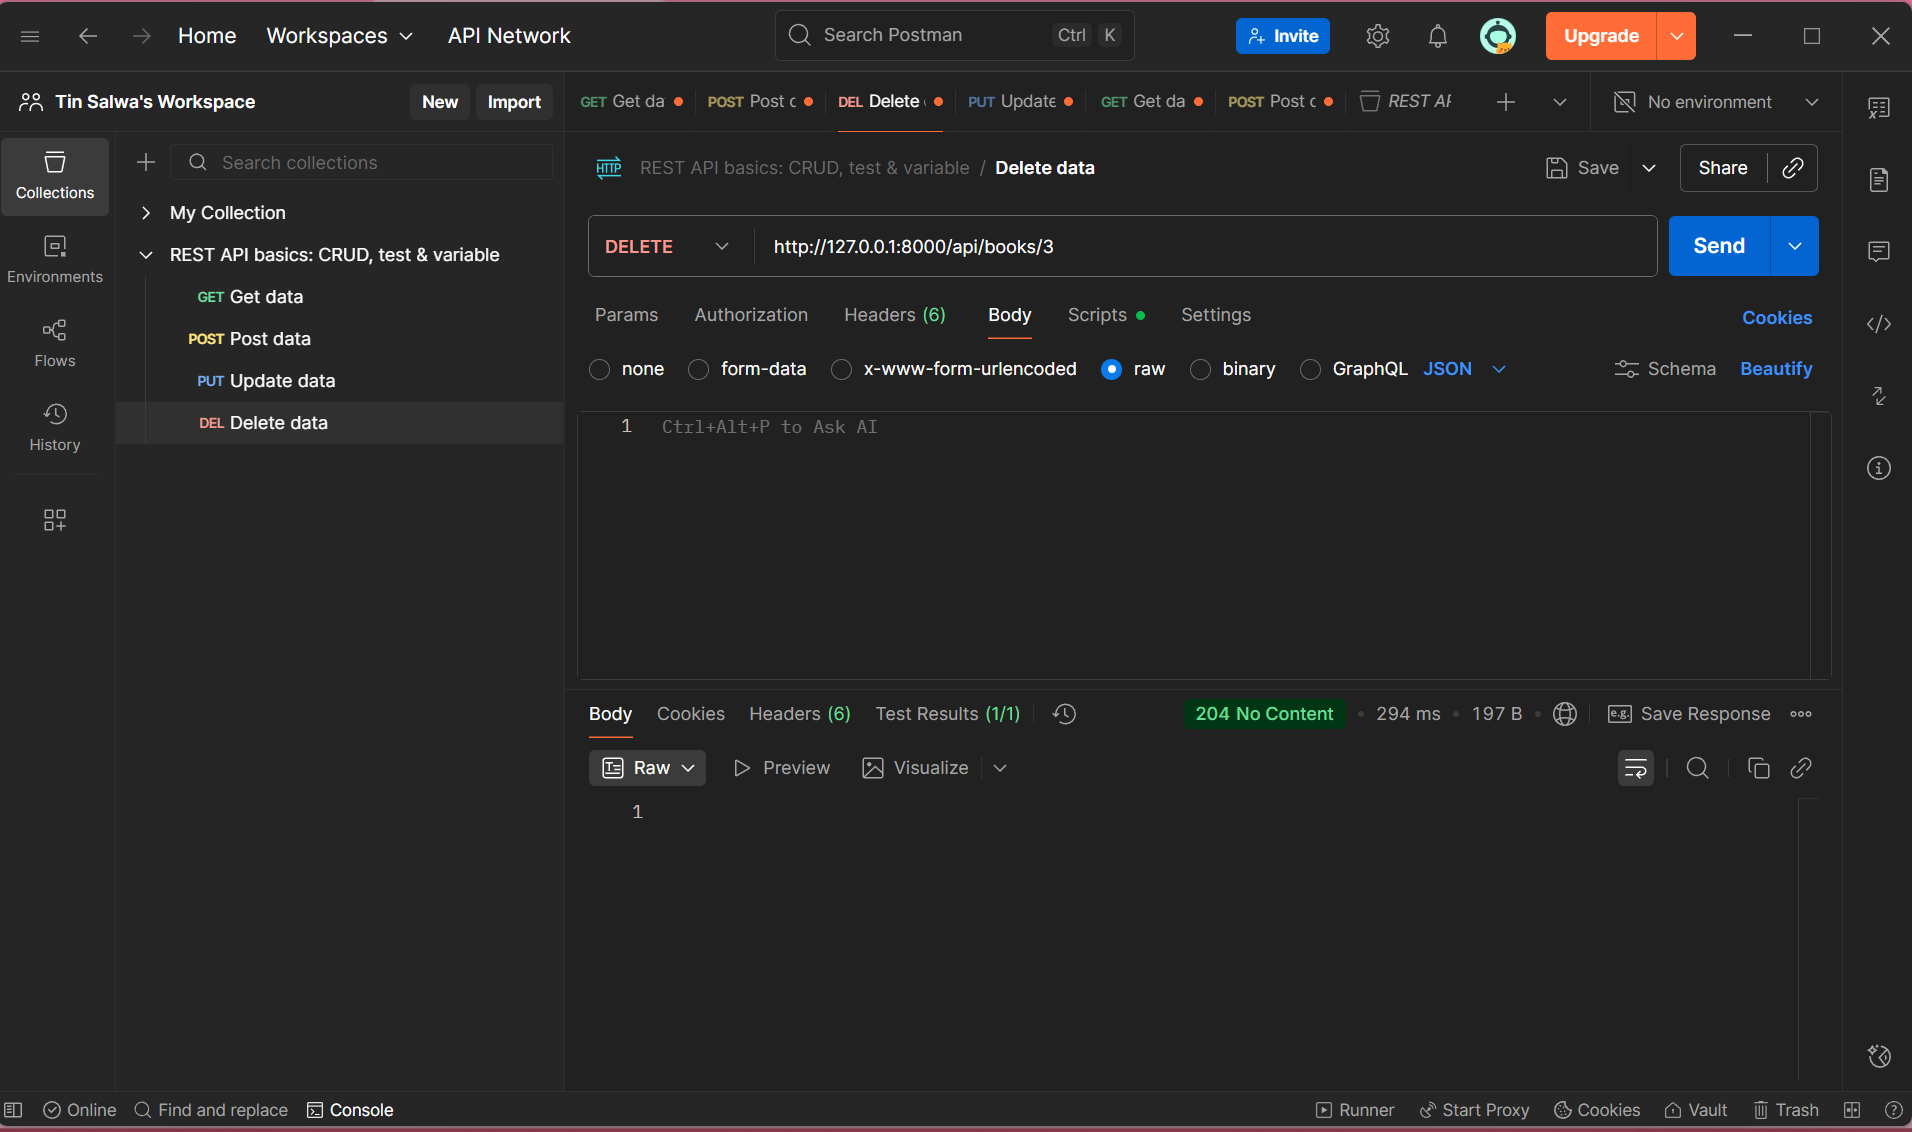 Home Workspaces API Network Search Postman Ctrl K Invite Upgrade
Tin Salwa's Workspace New Import
GET Get da POST Post c DEL Delete PUT Update GET Get da POST Post c REST AP No environment
Collections
Environments
Flows
History
Search collections
My Collection
REST API basics: CRUD, test & variable
GET Get data
POST Post data
PUT Update data
DEL Delete data
HTTP REST API basics: CRUD, test & variable / Delete data Save Share
DELETE http://127.0.0.1:8000/api/books/3 Send
Params Authorization Headers (6) Body Scripts Settings Cookies
none form-data x-www-form-urlencoded raw binary GraphQL JSON Schema Beautify
1 Ctrl+Alt+P to Ask AI
Body Cookies Headers (6) Test Results (1/1) 204 No Content 294 ms 197 B e.g. Save Response
Raw Preview Visualize
1
Online Find and replace Console Runner Start Proxy Cookies Vault Trash